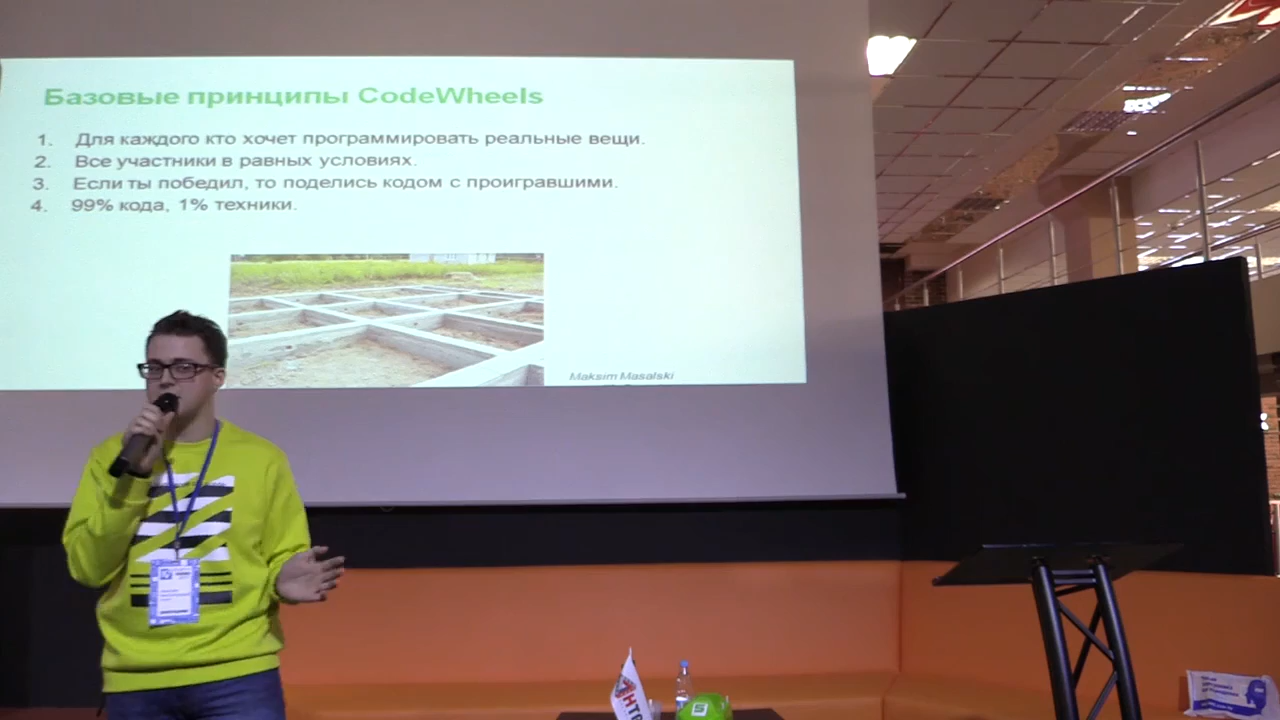 Базовые принципы CodeWheels
1. Для каждого кто хочет программировать реальные вещи.
2. Все участники в равных условиях.
3. Если ты победил, то поделись кодом с проигравшими.
4. 99% кода, 1% техники.
Maksim Masalski
S